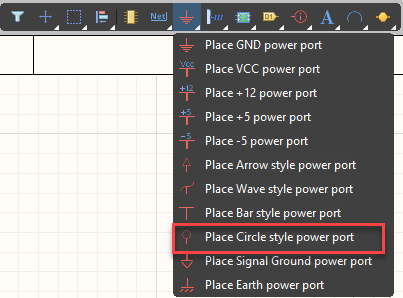 Net
A
Place GND power port
Vcc Place VCC power port
+12 Place +12 power port
+5 Place +5 power port
-5 Place -5 power port
Place Arrow style power port
Place Wave style power port
Place Bar style power port
Place Circle style power port
Place Signal Ground power port
Place Earth power port